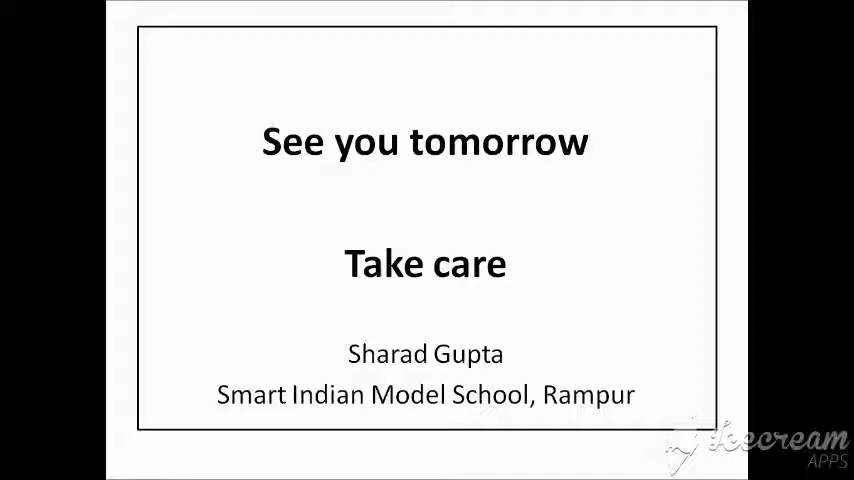 See you tomorrow
Take care
Sharad Gupta
Smart Indian Model School, Rampur
Icecream
APPS